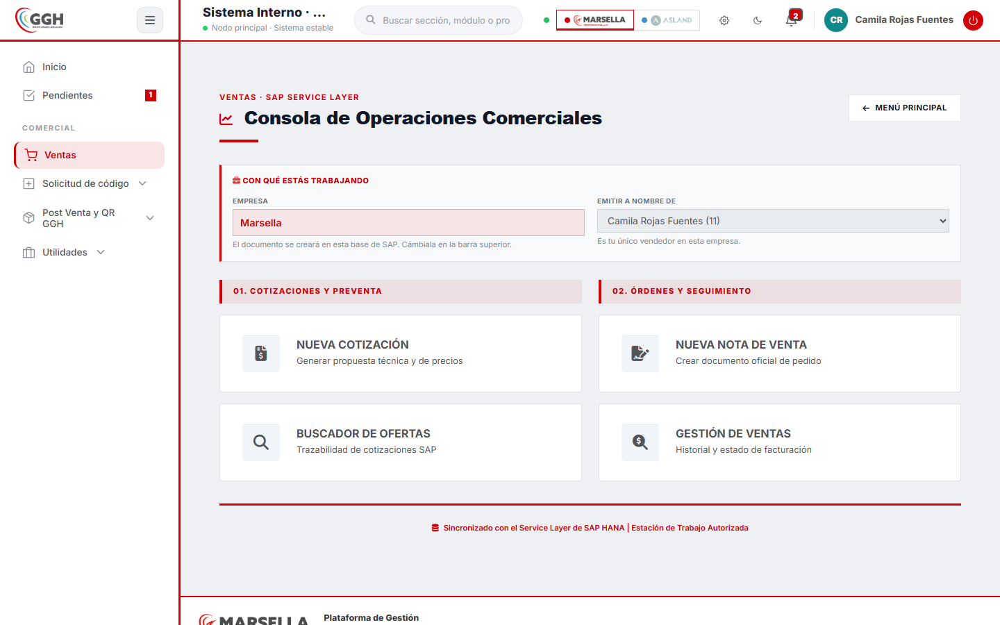 GGH
Sistema Interno · ...
Nodo principal · Sistema estable
Buscar sección, módulo o pro
MARSELLA
ASLAND
2
CR
Camila Rojas Fuentes
Inicio
Pendientes
1
COMERCIAL
Ventas
Solicitud de código
Post Venta y QR
GGH
Utilidades
VENTAS · SAP SERVICE LAYER
Consola de Operaciones Comerciales
← MENÚ PRINCIPAL
CON QUÉ ESTÁS TRABAJANDO
EMPRESA
Marsella
El documento se creará en esta base de SAP. Cámbiala en la barra superior.
EMITIR A NOMBRE DE
Camila Rojas Fuentes (11)
Es tu único vendedor en esta empresa.
01. COTIZACIONES Y PREVENTA
NUEVA COTIZACIÓN
Generar propuesta técnica y de precios
BUSCADOR DE OFERTAS
Trazabilidad de cotizaciones SAP
02. ÓRDENES Y SEGUIMIENTO
NUEVA NOTA DE VENTA
Crear documento oficial de pedido
GESTIÓN DE VENTAS
Historial y estado de facturación
Sincronizado con el Service Layer de SAP HANA | Estación de Trabajo Autorizada
MARSELLA
Plataforma de Gestión